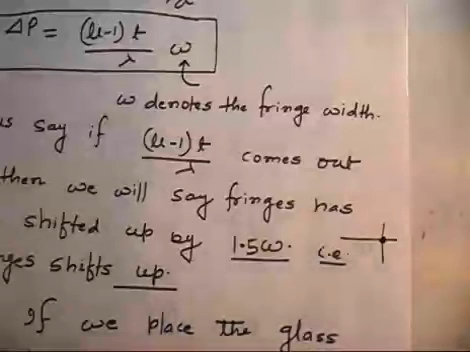 ΔP = (μ-1) t / λ ω
ω denotes the fringe width.
say if (μ-1) t / λ comes out
then we will say fringes has
shifted up by 1.5ω. i.e.
shifts up.
If we place the glass